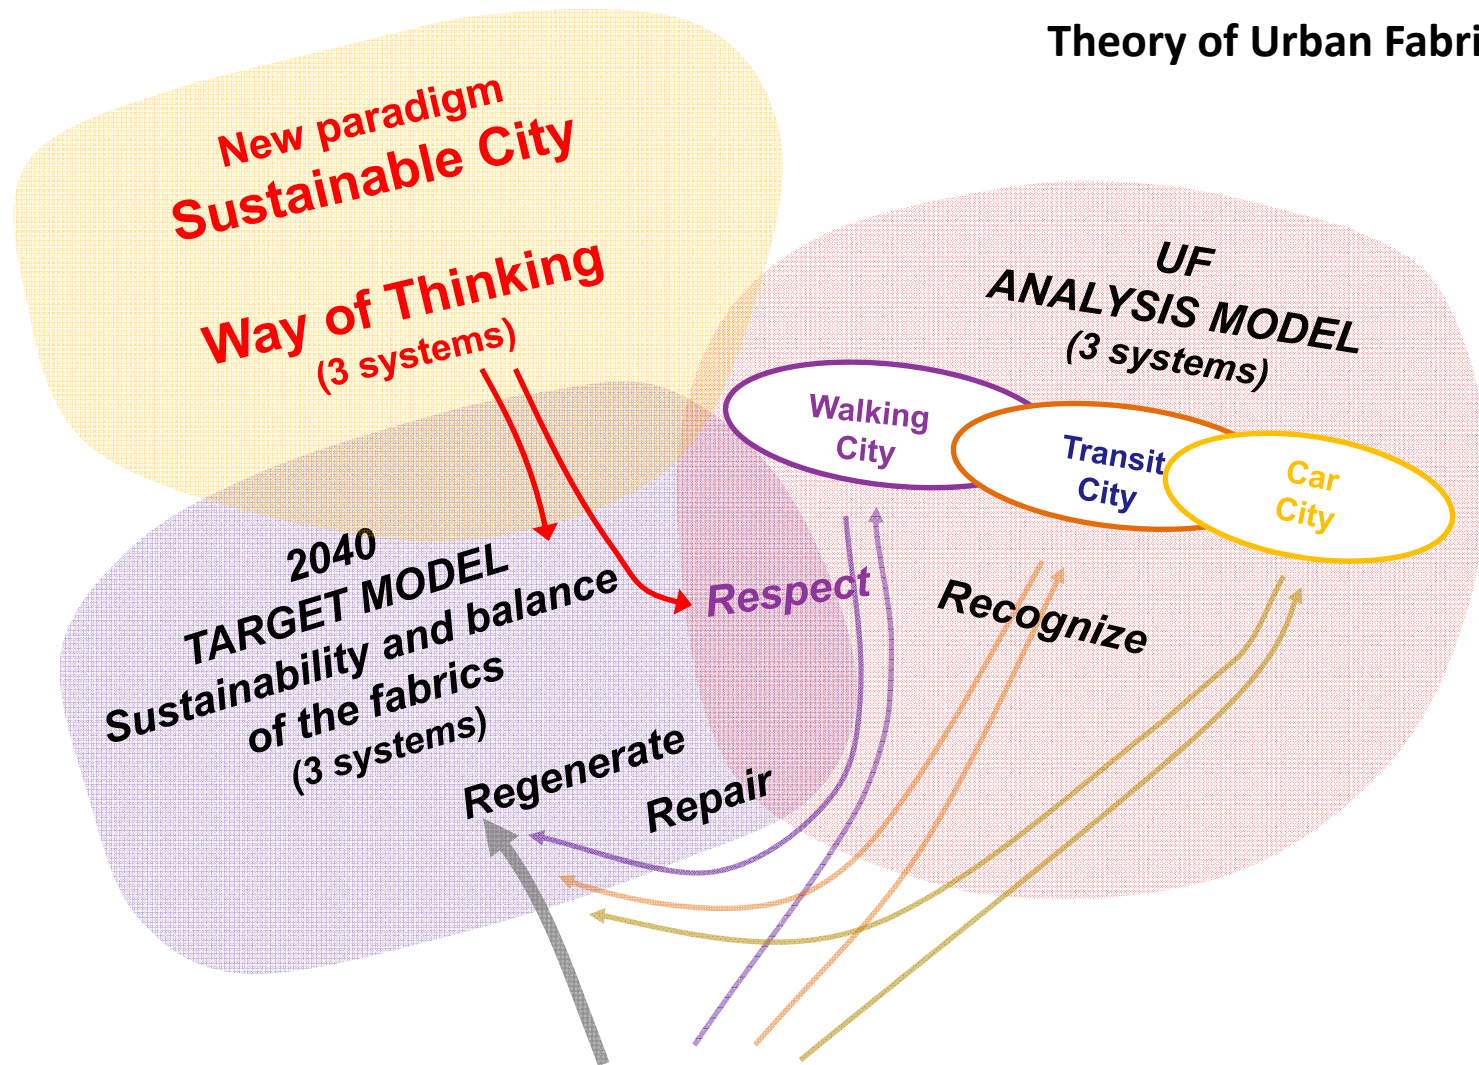 Theory of Urban Fabri
New paradigm
Sustainable City
Way of Thinking
(3 systems)
UF
ANALYSIS MODEL
(3 systems)
Walking
City
Transit
City
Car
City
2040
TARGET MODEL
Sustainability and balance
of the fabrics
(3 systems)
Respect
Recognize
Regenerate
Repair